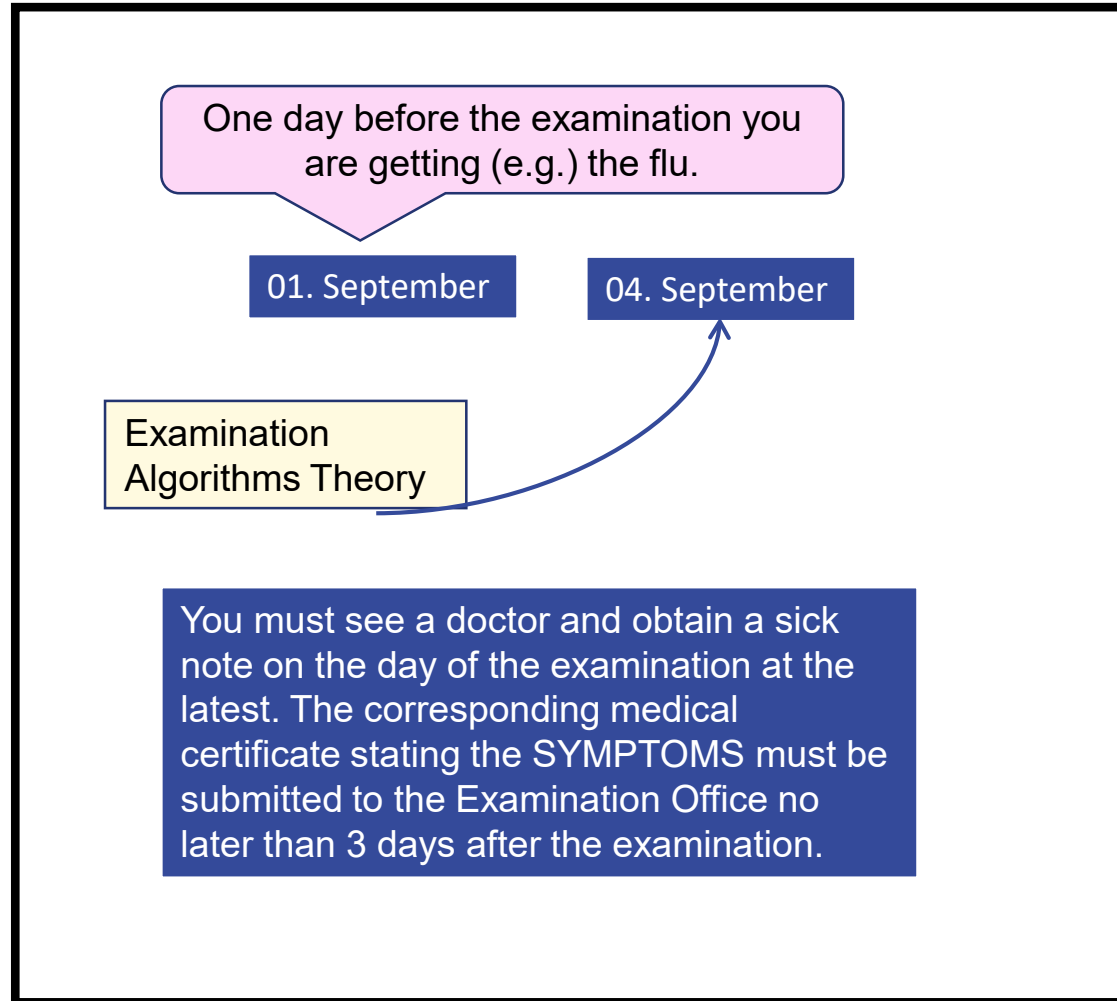 One day before the examination you
are getting (e.g.) the flu.
01. September
04. September
Examination
Algorithms Theory
You must see a doctor and obtain a sick
note on the day of the examination at the
latest. The corresponding medical
certificate stating the SYMPTOMS must be
submitted to the Examination Office no
later than 3 days after the examination.